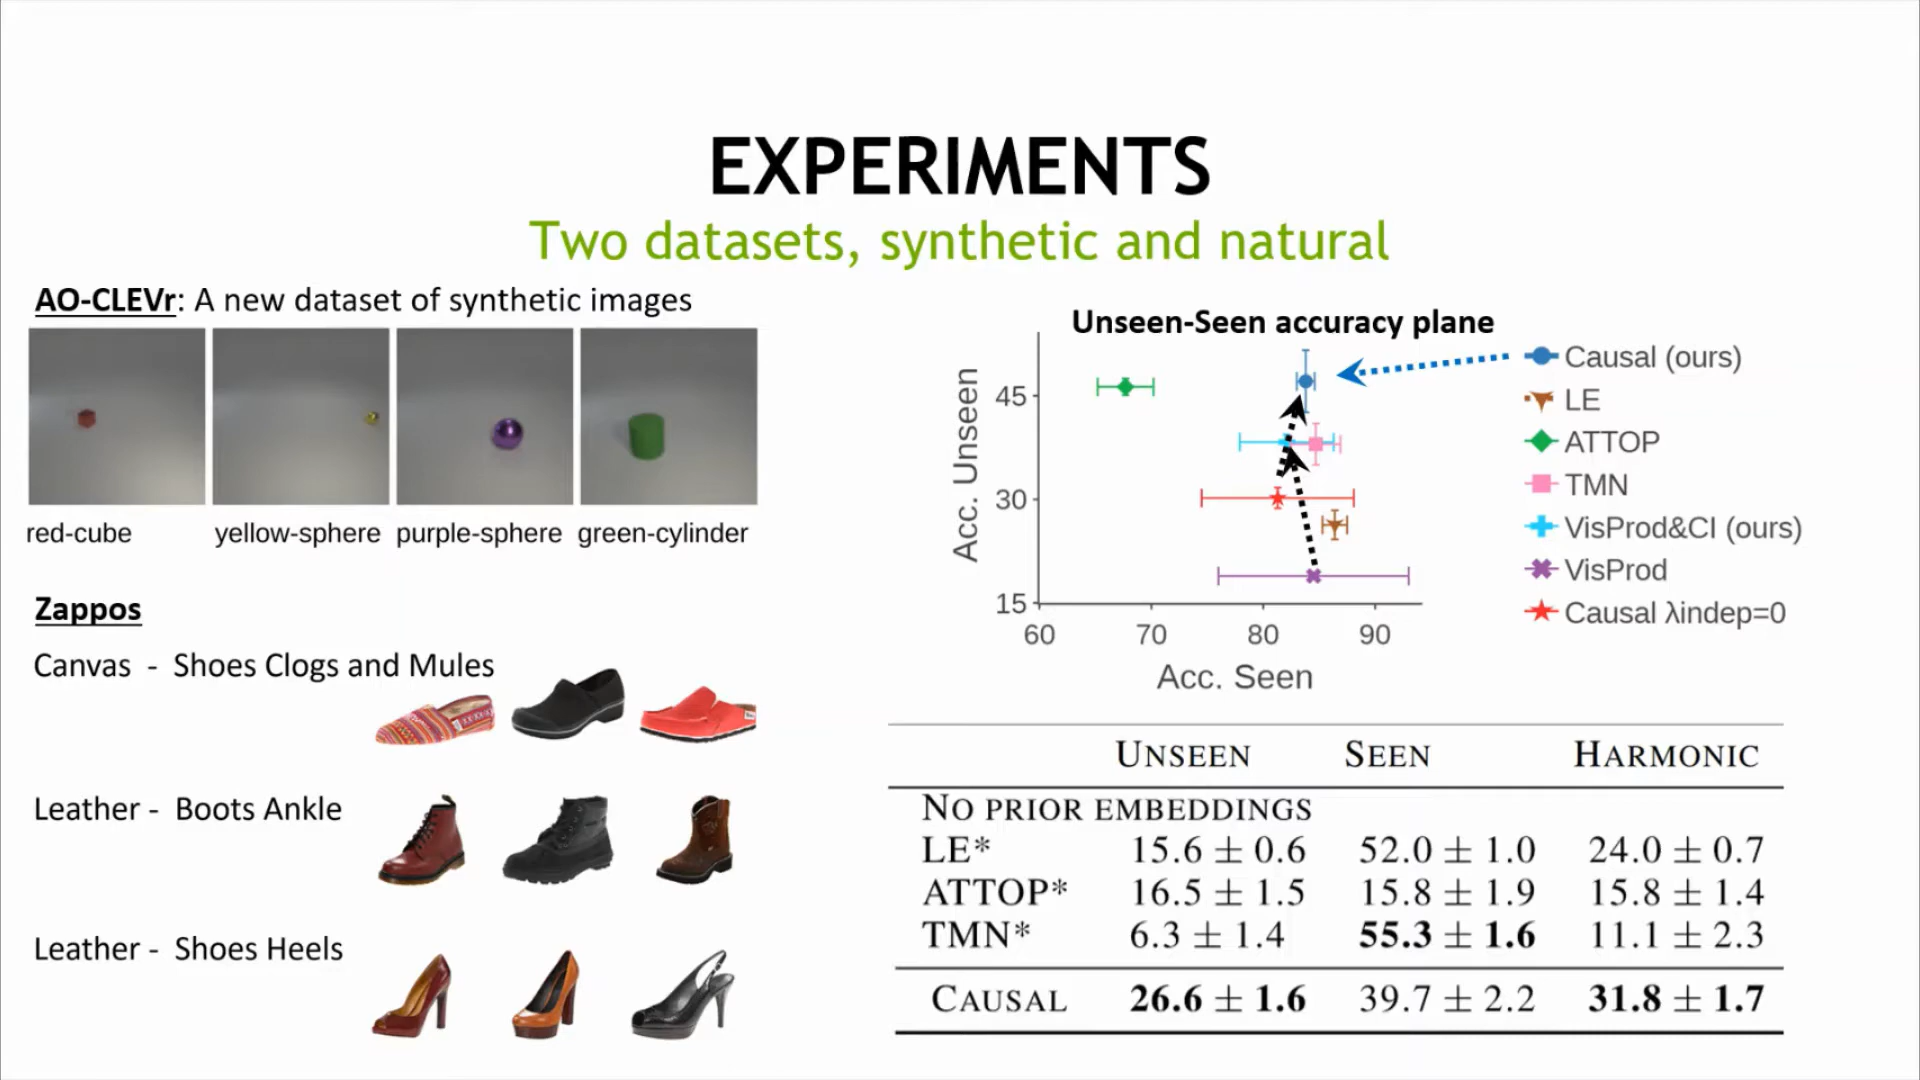 EXPERIMENTS
Two datasets, synthetic and natural
AO-CLEVr: A new dataset of synthetic images
red-cube
yellow-sphere
purple-sphere
green-cylinder
Zappos
Canvas - Shoes Clogs and Mules
Leather - Boots Ankle
Leather - Shoes Heels
Unseen-Seen accuracy plane
Acc. Unseen
45
30
15
60 70 80 90
Acc. Seen
Causal (ours)
LE
ATTOP
TMN
VisProd&CI (ours)
VisProd
Causal λindep=0
UNSEEN SEEN HARMONIC
NO PRIOR EMBEDDINGS
LE* 15.6 ± 0.6 52.0 ± 1.0 24.0 ± 0.7
ATTOP* 16.5 ± 1.5 15.8 ± 1.9 15.8 ± 1.4
TMN* 6.3 ± 1.4 55.3 ± 1.6 11.1 ± 2.3
CAUSAL 26.6 ± 1.6 39.7 ± 2.2 31.8 ± 1.7